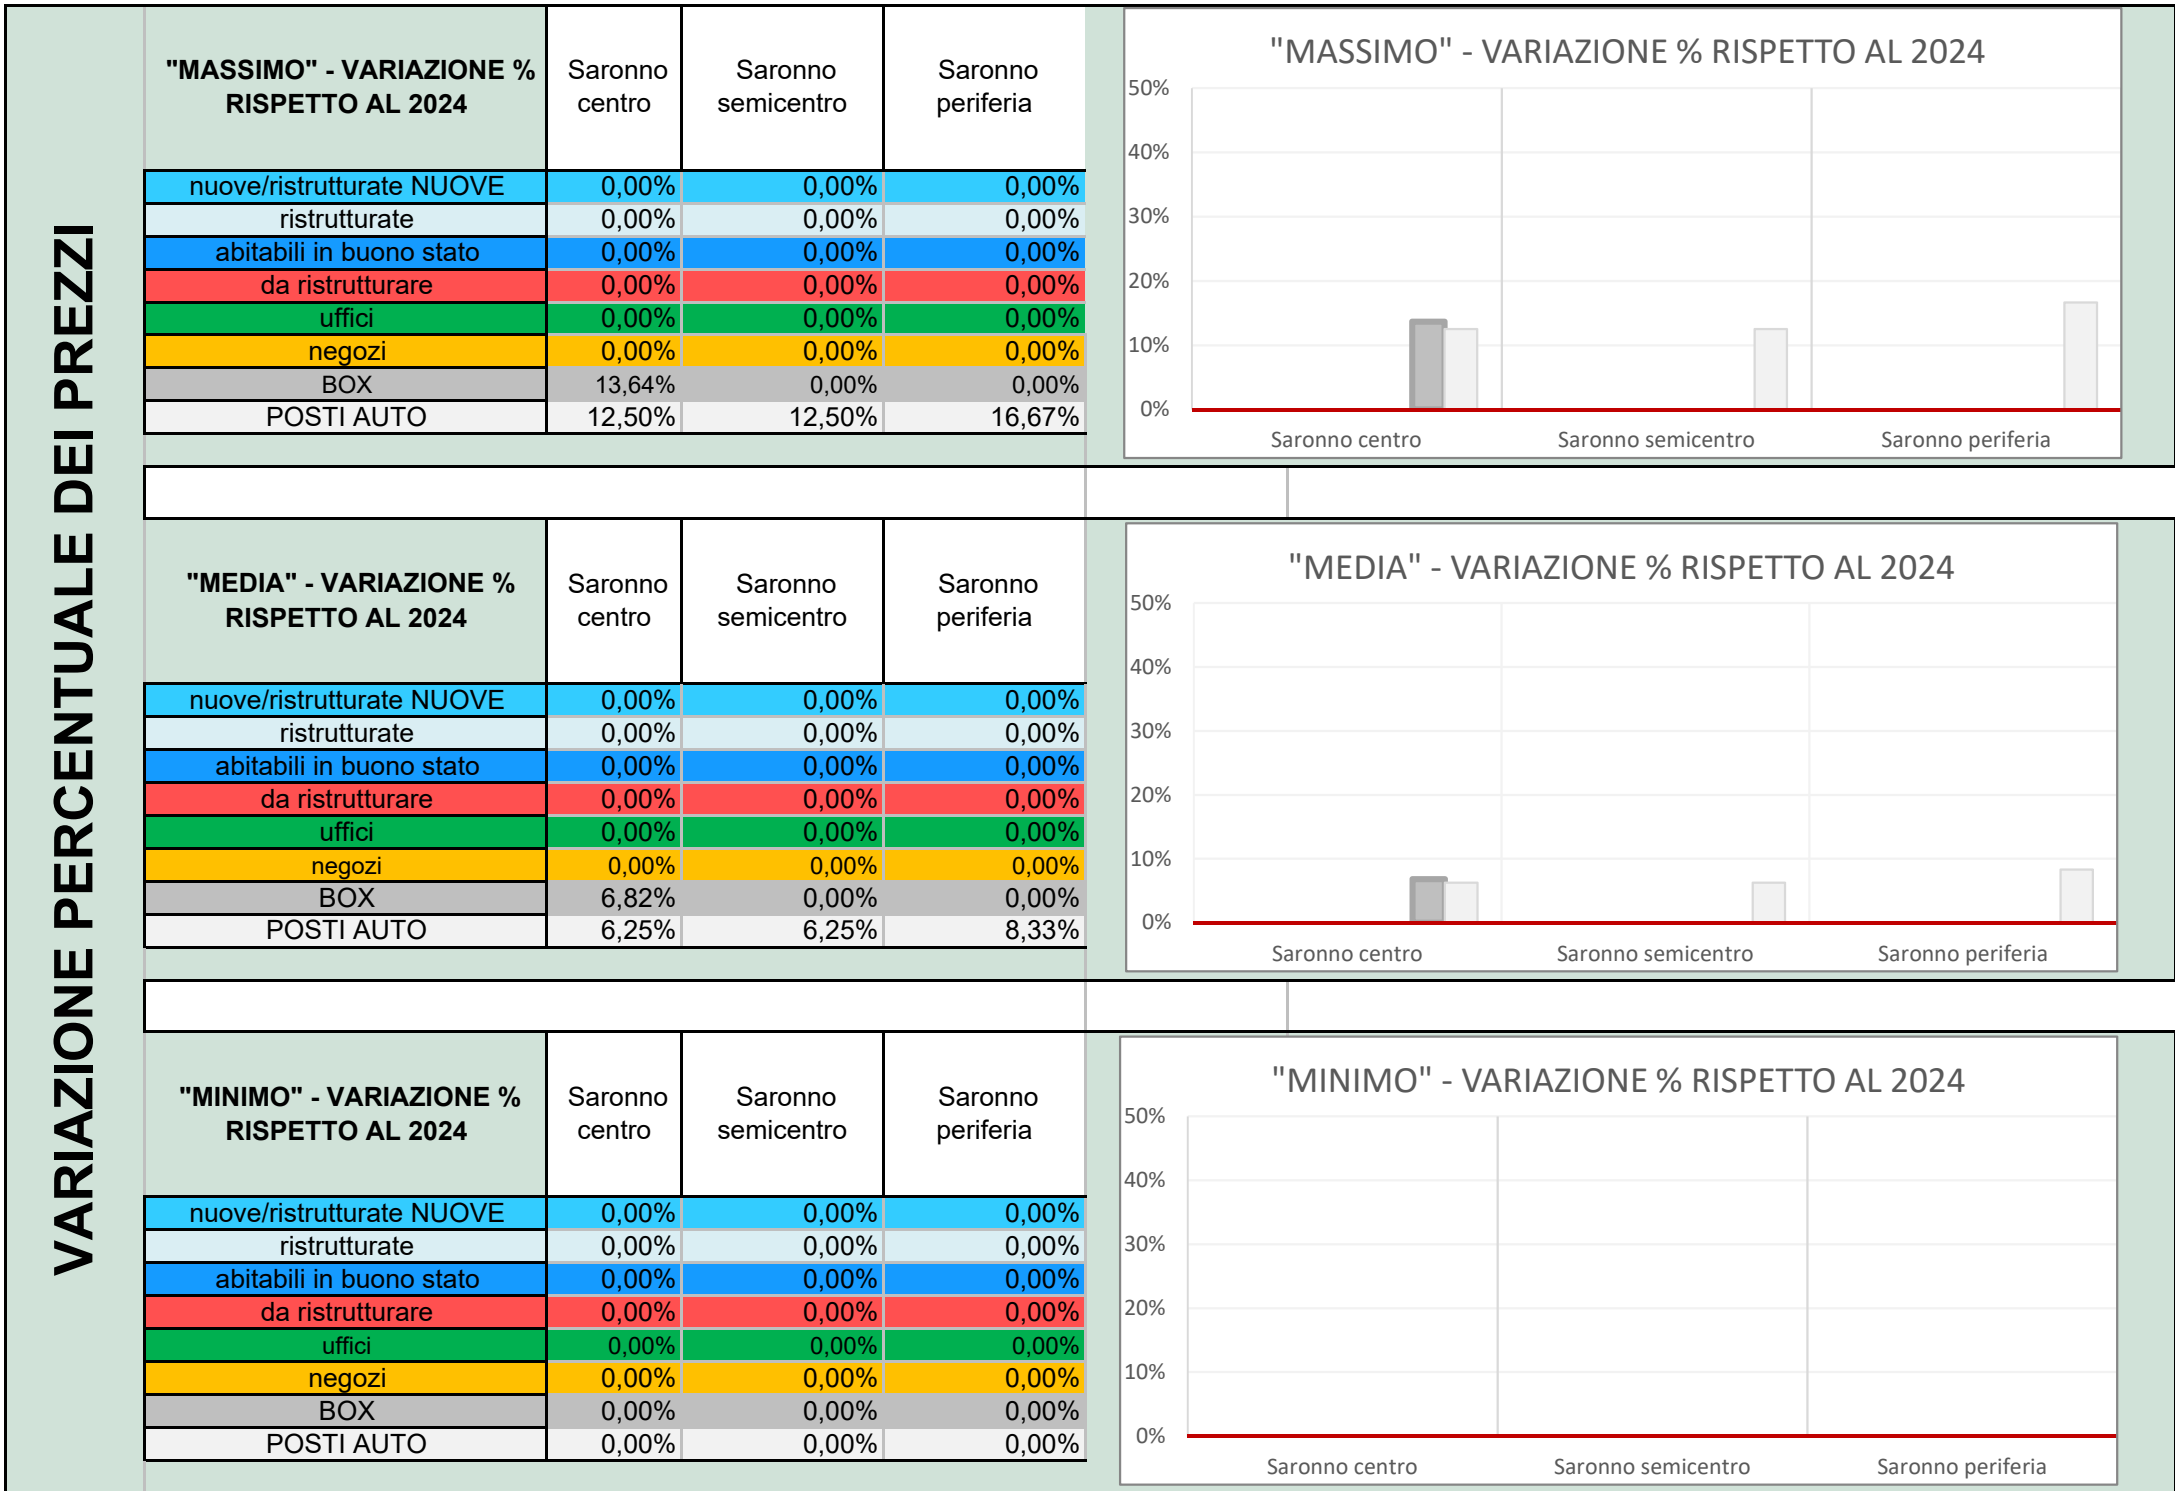 VARIAZIONE PERCENTUALE DEI PREZZI
"MASSIMO" - VARIAZIONE %
RISPETTO AL 2024
Saronno
centro
Saronno
semicentro
Saronno
periferia
nuove/ristrutturate NUOVE 0,00% 0,00% 0,00%
ristrutturate 0,00% 0,00% 0,00%
abitabili in buono stato 0,00% 0,00% 0,00%
da ristrutturare 0,00% 0,00% 0,00%
uffici 0,00% 0,00% 0,00%
negozi 0,00% 0,00% 0,00%
BOX 13,64% 0,00% 0,00%
POSTI AUTO 12,50% 12,50% 16,67%
"MASSIMO" - VARIAZIONE % RISPETTO AL 2024
50%
40%
30%
20%
10%
0%
Saronno centro Saronno semicentro Saronno periferia
"MEDIA" - VARIAZIONE %
RISPETTO AL 2024
Saronno
centro
Saronno
semicentro
Saronno
periferia
nuove/ristrutturate NUOVE 0,00% 0,00% 0,00%
ristrutturate 0,00% 0,00% 0,00%
abitabili in buono stato 0,00% 0,00% 0,00%
da ristrutturare 0,00% 0,00% 0,00%
uffici 0,00% 0,00% 0,00%
negozi 0,00% 0,00% 0,00%
BOX 6,82% 0,00% 0,00%
POSTI AUTO 6,25% 6,25% 8,33%
"MEDIA" - VARIAZIONE % RISPETTO AL 2024
50%
40%
30%
20%
10%
0%
Saronno centro Saronno semicentro Saronno periferia
"MINIMO" - VARIAZIONE %
RISPETTO AL 2024
Saronno
centro
Saronno
semicentro
Saronno
periferia
nuove/ristrutturate NUOVE 0,00% 0,00% 0,00%
ristrutturate 0,00% 0,00% 0,00%
abitabili in buono stato 0,00% 0,00% 0,00%
da ristrutturare 0,00% 0,00% 0,00%
uffici 0,00% 0,00% 0,00%
negozi 0,00% 0,00% 0,00%
BOX 0,00% 0,00% 0,00%
POSTI AUTO 0,00% 0,00% 0,00%
"MINIMO" - VARIAZIONE % RISPETTO AL 2024
50%
40%
30%
20%
10%
0%
Saronno centro Saronno semicentro Saronno periferia